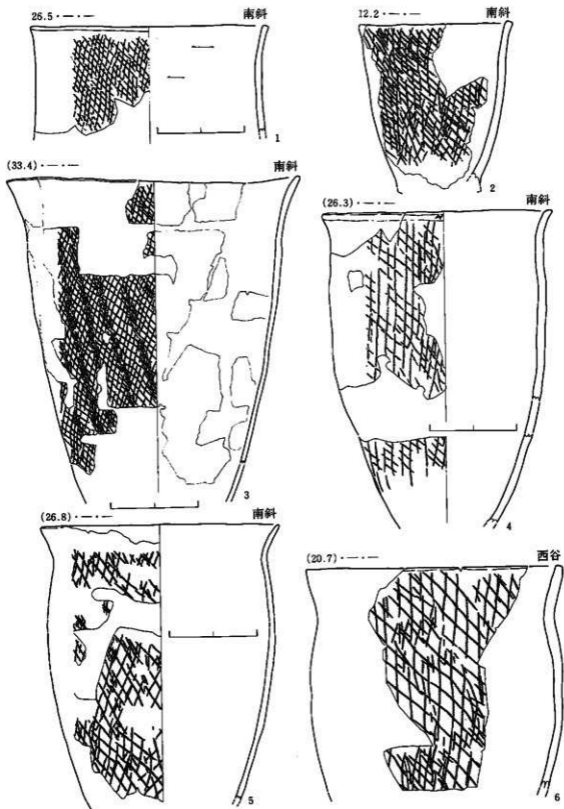 26.5 ―・― 南斜
1
12.2 ―・― 南斜
2
(33.4) ―・― 南斜
3
(26.3) ―・― 南斜
4
(26.8) ―・― 南斜
5
(20.7) ―・― 西谷
6